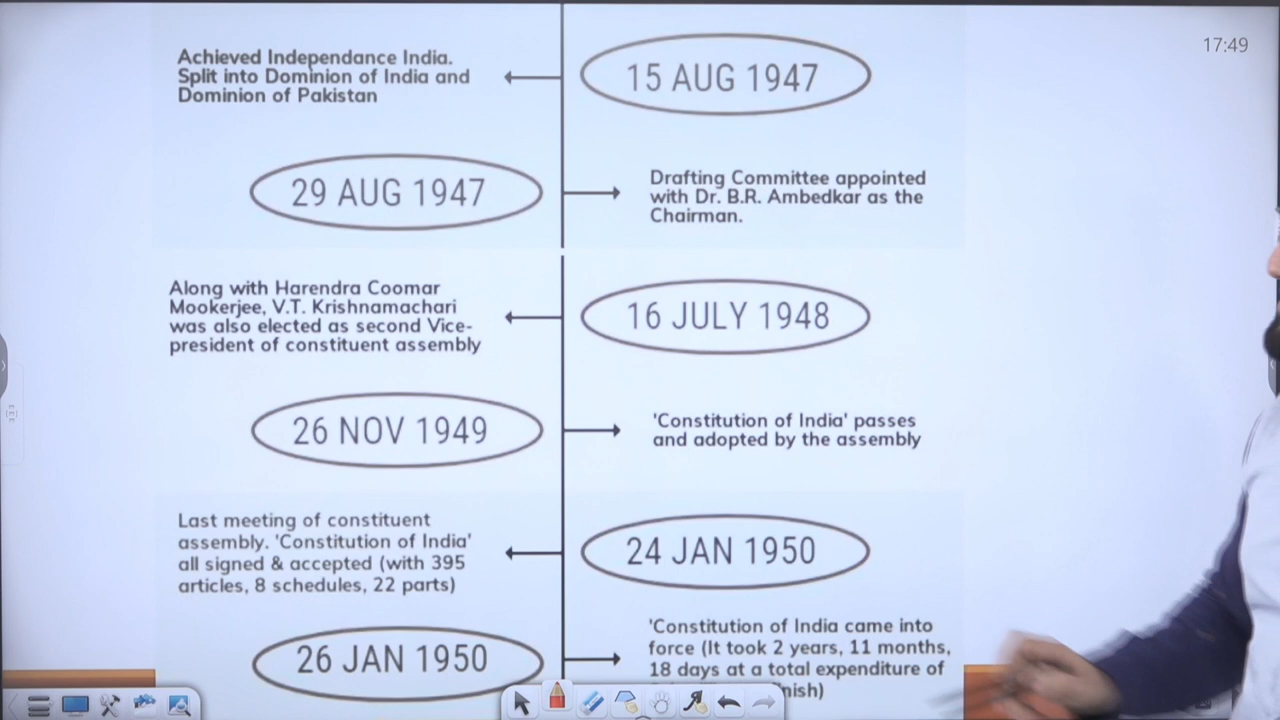 17:49
Achieved Independance India.
Split into Dominion of India and
Dominion of Pakistan
15 AUG 1947
29 AUG 1947
Drafting Committee appointed
with Dr. B.R. Ambedkar as the
Chairman.
Along with Harendra Coomar
Mookerjee, V.T. Krishnamachari
was also elected as second Vice-
president of constituent assembly
16 JULY 1948
26 NOV 1949
'Constitution of India' passes
and adopted by the assembly
Last meeting of constituent
assembly. 'Constitution of India'
all signed & accepted (with 395
articles, 8 schedules, 22 parts)
24 JAN 1950
26 JAN 1950
'Constitution of India came into
force (It took 2 years, 11 months,
18 days at a total expenditure of